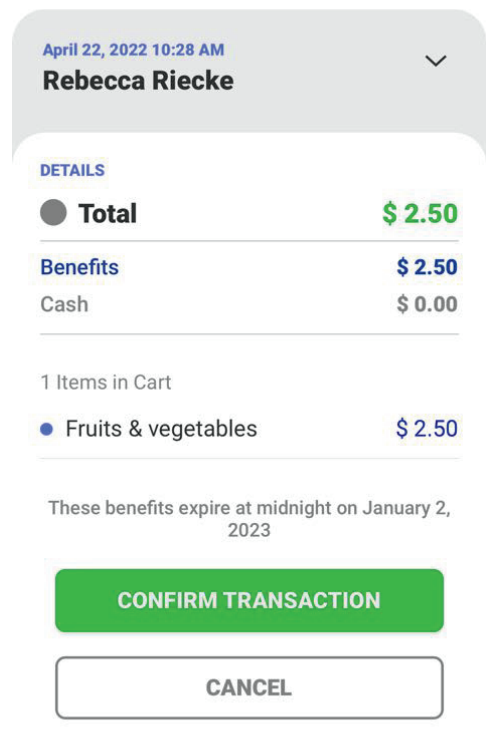 April 22, 2022 10:28 AM
Rebecca Riecke
DETAILS
Total $ 2.50
Benefits $ 2.50
Cash $ 0.00
1 Items in Cart
Fruits & vegetables $ 2.50
These benefits expire at midnight on January 2,
2023
CONFIRM TRANSACTION
CANCEL